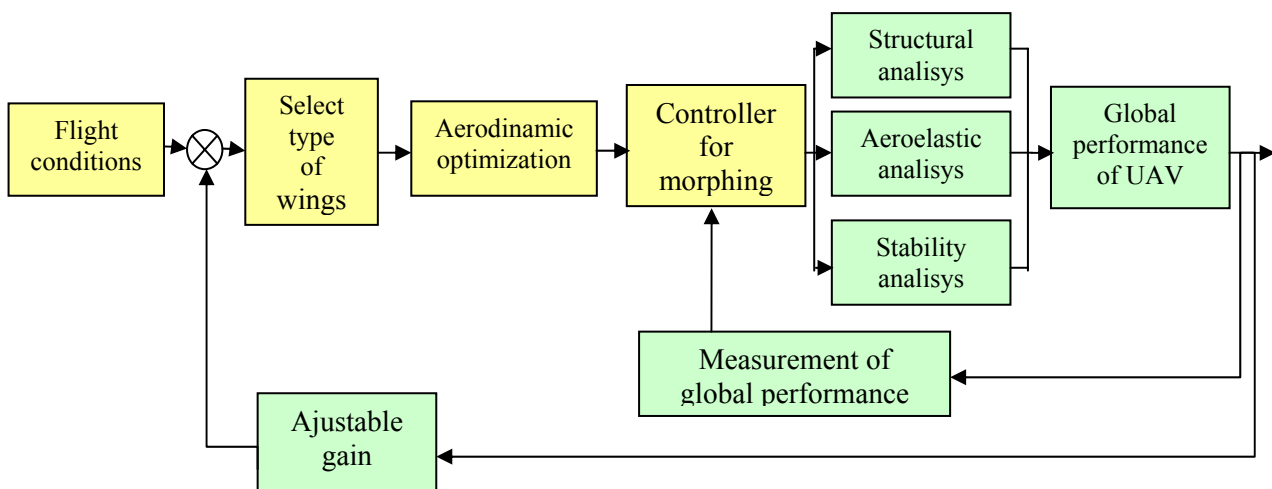 Flight
conditions
Select
type
of
wings
Aerodinamic
optimization
Controller
for
morphing
Structural
analisys
Aeroelastic
analisys
Stability
analisys
Global
performance
of UAV
Measurement of
global performance
Ajustable
gain